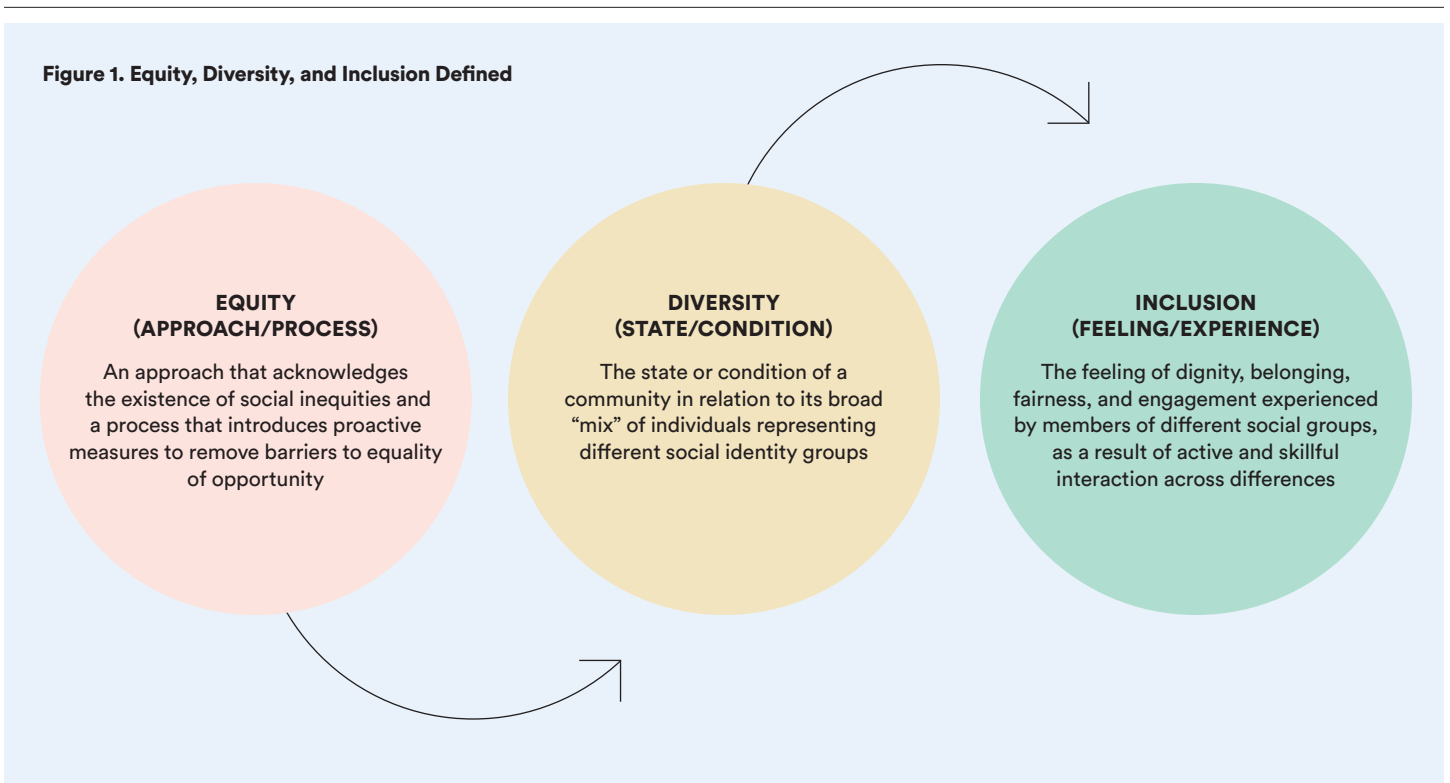 Figure 1. Equity, Diversity, and Inclusion Defined
EQUITY
(APPROACH/PROCESS)
An approach that acknowledges
the existence of social inequities and
a process that introduces proactive
measures to remove barriers to equality
of opportunity
DIVERSITY
(STATE/CONDITION)
The state or condition of a
community in relation to its broad
“mix” of individuals representing
different social identity groups
INCLUSION
(FEELING/EXPERIENCE)
The feeling of dignity, belonging,
fairness, and engagement experienced
by members of different social groups,
as a result of active and skillful
interaction across differences